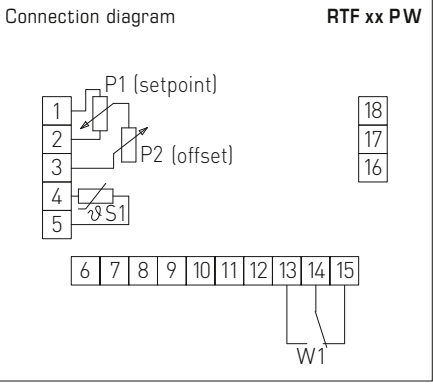 Connection diagram RTF xx PW
P1 (setpoint)
1
2
3
4
5
P2 (offset)
ϑ S1
18
17
16
6 7 8 9 10 11 12 13 14 15
W1